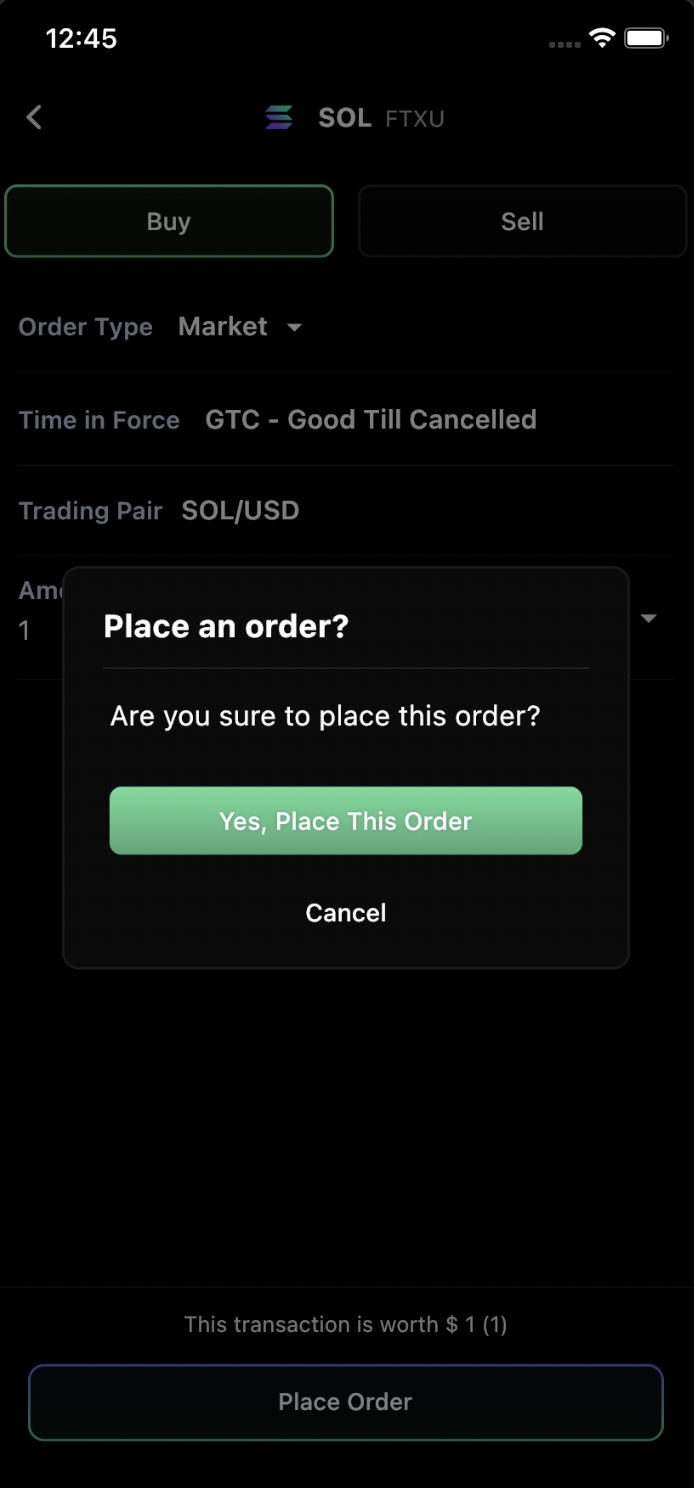 12:45
SOL FTXU
Buy
Sell
Order Type Market
Time in Force GTC - Good Till Cancelled
Trading Pair SOL/USD
1
Place an order?
Are you sure to place this order?
Yes, Place This Order
Cancel
This transaction is worth $ 1 (1)
Place Order